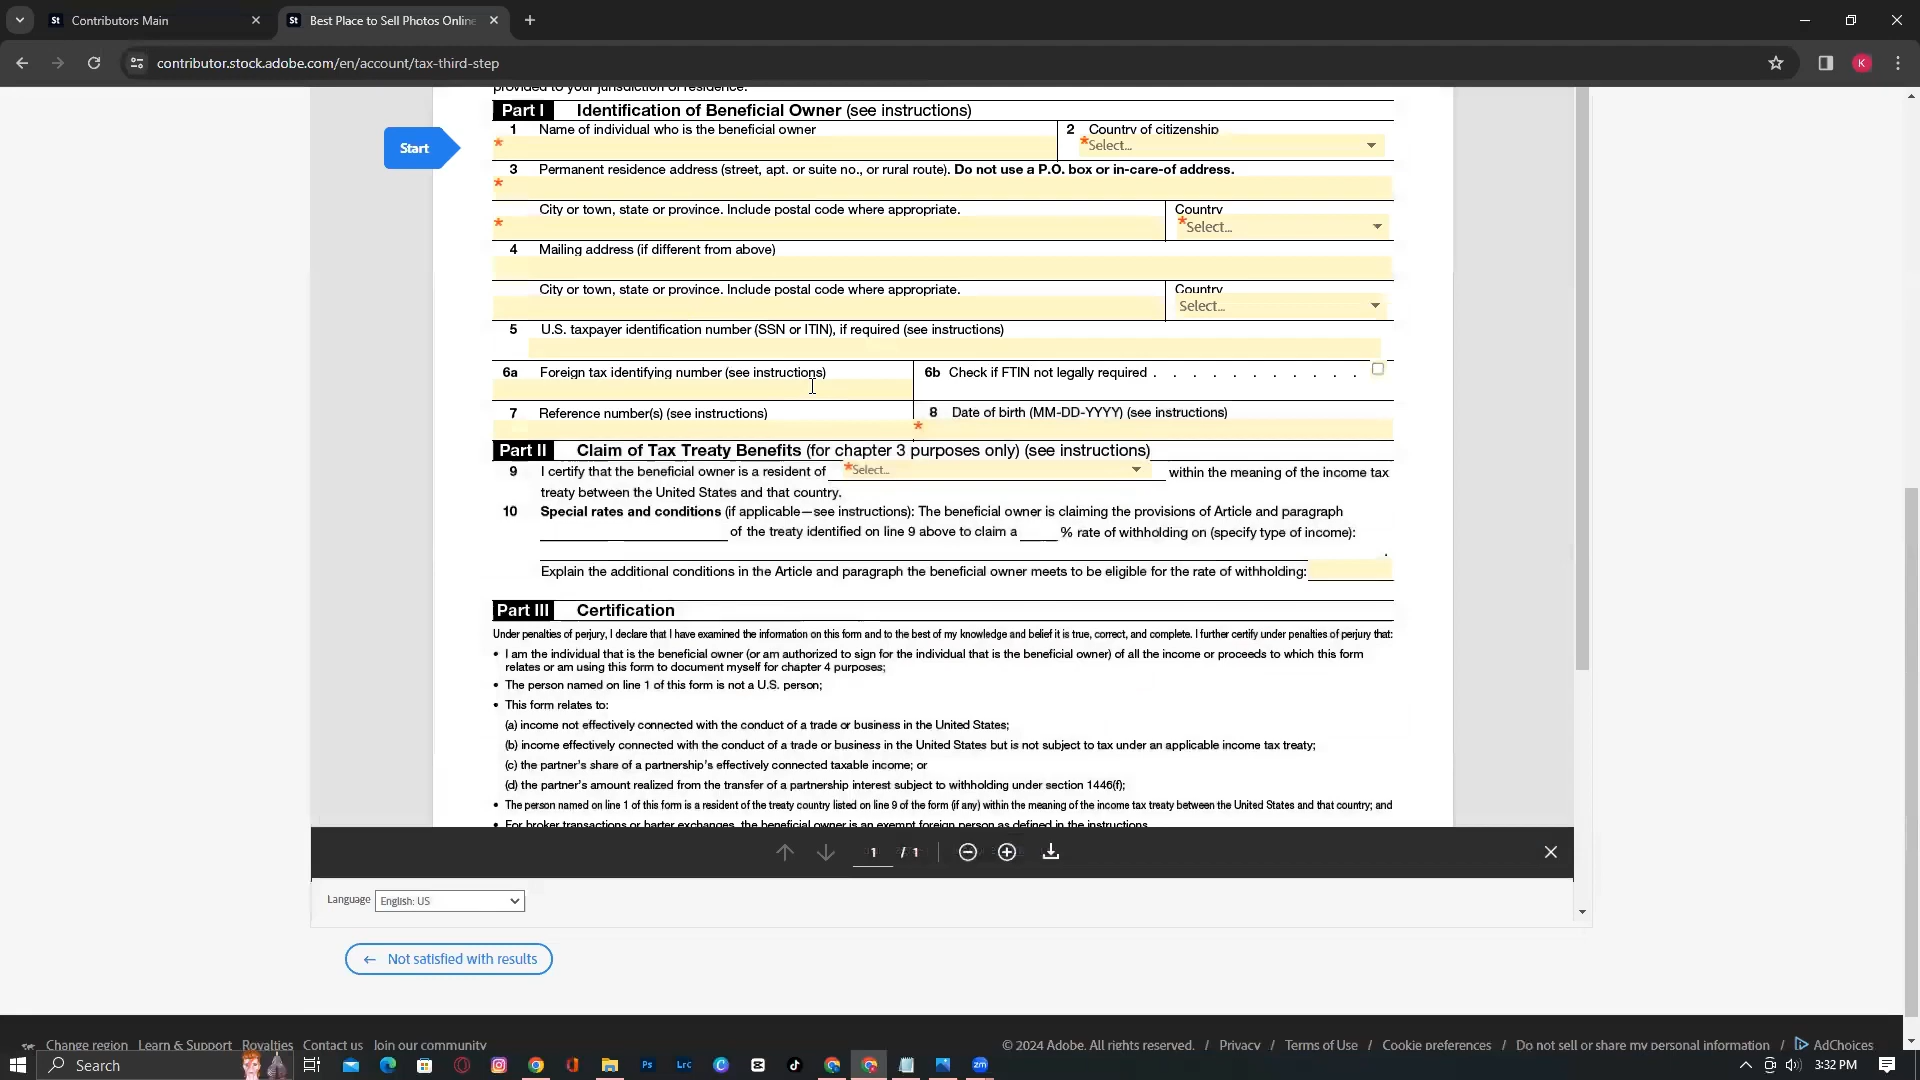 Contributors Main
Best Place to Sell Photos Online
contributor.stock.adobe.com/en/account/tax-third-step
K
provided to your jurisdiction of residence.
Part I Identification of Beneficial Owner (see instructions)
Start
1 Name of individual who is the beneficial owner
2 Country of citizenship
*
*Select...
3 Permanent residence address (street, apt. or suite no., or rural route). Do not use a P.O. box or in-care-of address.
*
City or town, state or province. Include postal code where appropriate.
Country
*
*Select...
4 Mailing address (if different from above)
City or town, state or province. Include postal code where appropriate.
Country
Select...
5 U.S. taxpayer identification number (SSN or ITIN), if required (see instructions)
6a Foreign tax identifying number (see instructions)
6b Check if FTIN not legally required . . . . . . . . . . .
7 Reference number(s) (see instructions)
8 Date of birth (MM-DD-YYYY) (see instructions)
*
Part II Claim of Tax Treaty Benefits (for chapter 3 purposes only) (see instructions)
9 I certify that the beneficial owner is a resident of *Select... within the meaning of the income tax
treaty between the United States and that country.
10 Special rates and conditions (if applicable—see instructions): The beneficial owner is claiming the provisions of Article and paragraph
of the treaty identified on line 9 above to claim a % rate of withholding on (specify type of income):
.
Explain the additional conditions in the Article and paragraph the beneficial owner meets to be eligible for the rate of withholding:
Part III Certification
Under penalties of perjury, I declare that I have examined the information on this form and to the best of my knowledge and belief it is true, correct, and complete. I further certify under penalties of perjury that:
• I am the individual that is the beneficial owner (or am authorized to sign for the individual that is the beneficial owner) of all the income or proceeds to which this form
relates or am using this form to document myself for chapter 4 purposes;
• The person named on line 1 of this form is not a U.S. person;
• This form relates to:
(a) income not effectively connected with the conduct of a trade or business in the United States;
(b) income effectively connected with the conduct of a trade or business in the United States but is not subject to tax under an applicable income tax treaty;
(c) the partner's share of a partnership's effectively connected taxable income; or
(d) the partner's amount realized from the transfer of a partnership interest subject to withholding under section 1446(f);
• The person named on line 1 of this form is a resident of the treaty country listed on line 9 of the form (if any) within the meaning of the income tax treaty between the United States and that country; and
• For broker transactions or barter exchanges, the beneficial owner is an exempt foreign person as defined in the instructions.
1 / 1
Language English: US
← Not satisfied with results
Change region Learn & Support Royalties Contact us Join our community
© 2024 Adobe. All rights reserved. / Privacy / Terms of Use / Cookie preferences / Do not sell or share my personal information / AdChoices
Search
3:32 PM